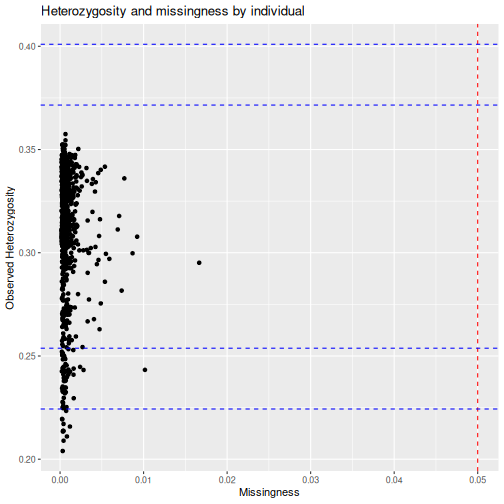 Heterozygosity and missingness by individual
Observed Heterozygosity
0.40
0.35
0.30
0.25
0.20
0.00 0.01 0.02 0.03 0.04 0.05
Missingness